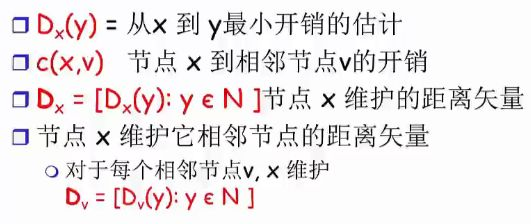 Dₓ(y) = 从x 到 y最小开销的估计
c(x,v) 节点 x 到相邻节点v的开销
Dₓ = [Dₓ(y): y є N ]节点 x 维护的距离矢量
节点 x 维护它相邻节点的距离矢量
对于每个相邻节点v, x 维护
Dᵥ = [Dᵥ(y): y є N ]